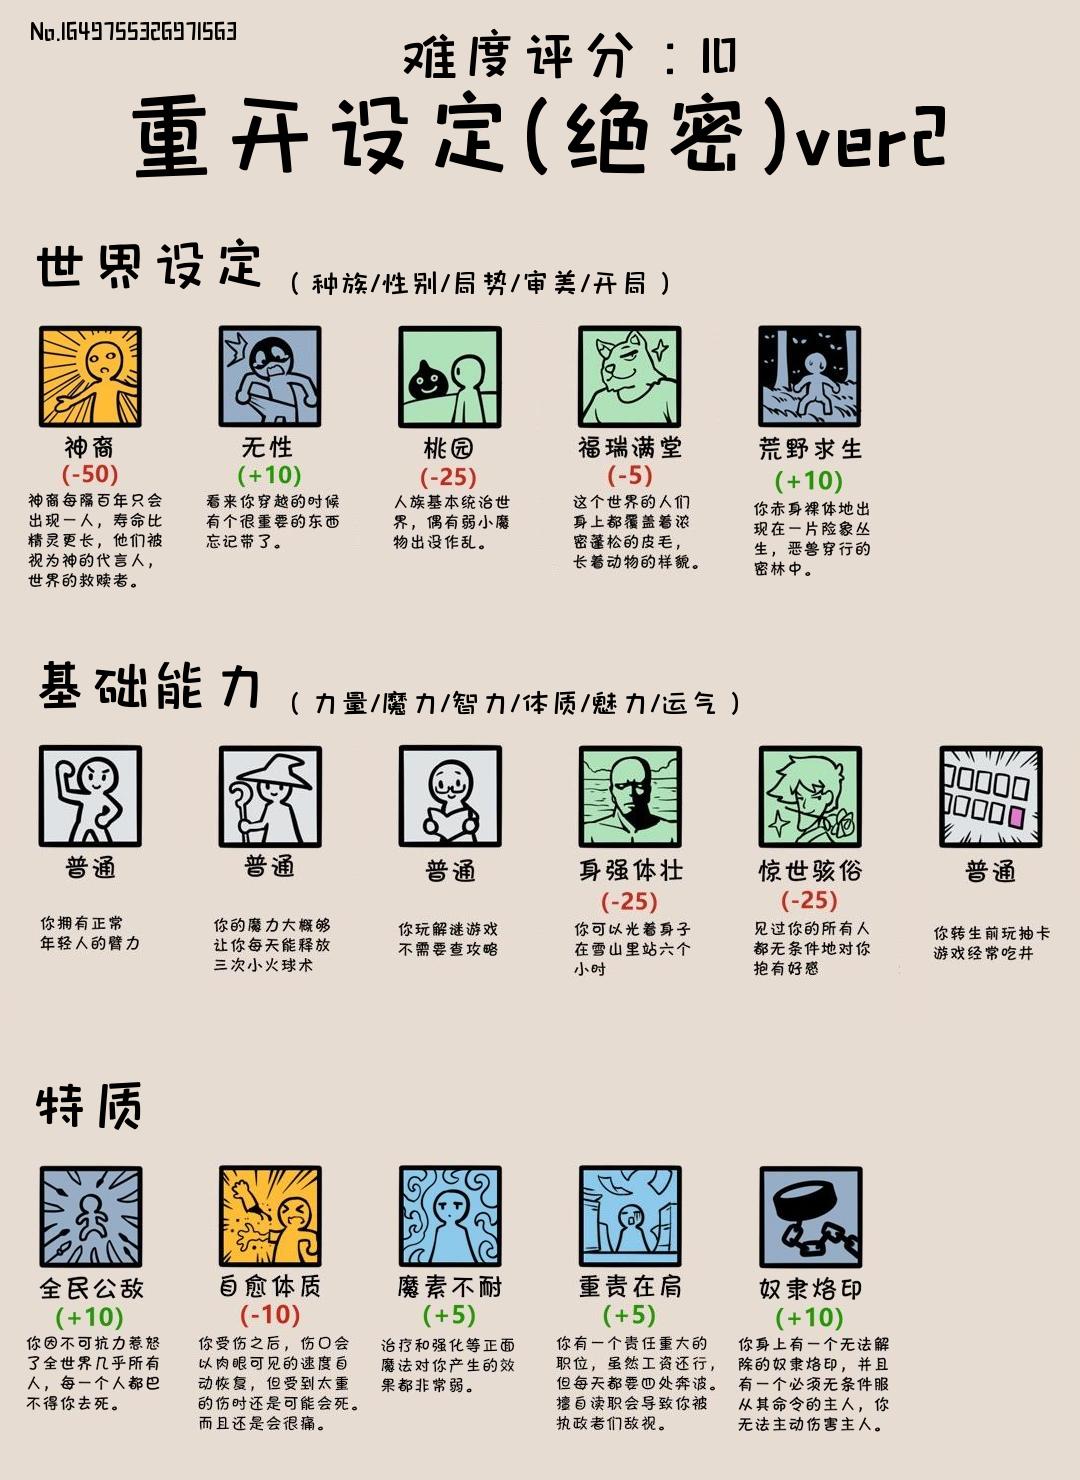 No.1649755326971563
难度评分：10
重开设定(绝密)ver2
世界设定
（种族/性别/局势/审美/开局）
神裔
(-50)
神裔每隔百年只会
出现一人，寿命比
精灵更长，他们被
视为神的代言人，
世界的救赎者。
无性
(+10)
看来你穿越的时候
有个很重要的东西
忘记带了。
桃园
(-25)
人族基本统治世
界，偶有弱小魔
物出没作乱。
福瑞满堂
(-5)
这个世界的人们
身上都覆盖着浓
密蓬松的皮毛，
长着动物的样貌。
荒野求生
(+10)
你赤身裸体地出
现在一片险象丛
生，恶兽穿行的
密林中。
基础能力
（力量/魔力/智力/体质/魅力/运气）
普通
你拥有正常
年轻人的臂力
普通
你的魔力大概够
让你每天能释放
三次小火球术
普通
你玩解谜游戏
不需要查攻略
身强体壮
(-25)
你可以光着身子
在雪山里站六个
小时
惊世骇俗
(-25)
见过你的所有人
都无条件地对你
抱有好感
普通
你转生前玩抽卡
游戏经常吃井
特质
全民公敌
(+10)
你因不可抗力惹怒
了全世界几乎所有
人，每一个人都巴
不得你去死。
自愈体质
(-10)
你受伤之后，伤口会
以肉眼可见的速度自
动恢复，但受到太重
的伤时还是可能会死。
而且还是会很痛。
魔素不耐
(+5)
治疗和强化等正面
魔法对你产生的效
果都非常弱。
重责在肩
(+5)
你有一个责任重大的
职位，虽然工资还行，
但每天都要四处奔波。
擅自读职会导致你被
执政者们敌视。
奴隶烙印
(+10)
你身上有一个无法解
除的奴隶烙印，并且
有一个必须无条件服
从其命令的主人，你
无法主动伤害主人。